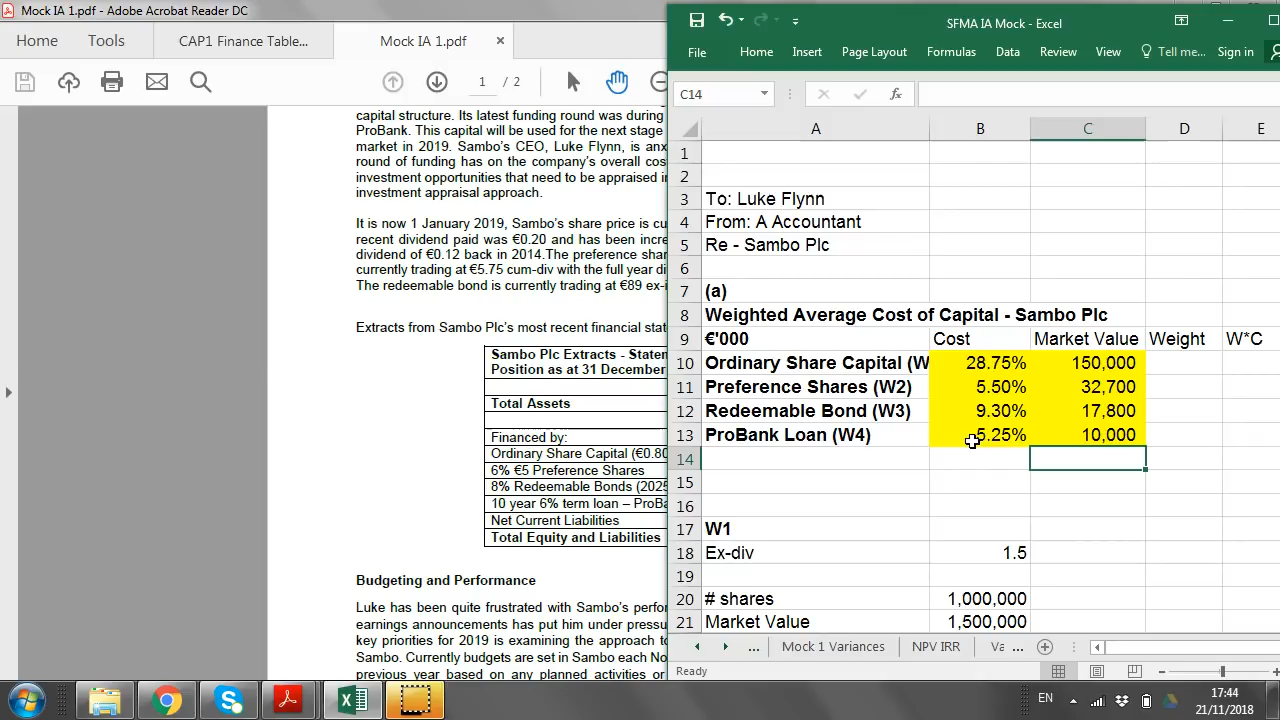 Mock IA 1.pdf - Adobe Acrobat Reader DC
Home Tools CAP1 Finance Table... Mock IA 1.pdf ×
1 / 2
capital structure. Its latest funding round was during
ProBank. This capital will be used for the next stage
market in 2019. Sambo's CEO, Luke Flynn, is anx
round of funding has on the company's overall cos
investment opportunities that need to be appraised in
investment appraisal approach.
It is now 1 January 2019, Sambo's share price is cu
recent dividend paid was €0.20 and has been incre
dividend of €0.12 back in 2014.The preference shar
currently trading at €5.75 cum-div with the full year di
The redeemable bond is currently trading at €89 ex-i
Extracts from Sambo Plc's most recent financial stat
Sambo Plc Extracts - Statem
Position as at 31 December
Total Assets
Financed by:
Ordinary Share Capital (€0.80
6% €5 Preference Shares
8% Redeemable Bonds (2025
10 year 6% term loan – ProBa
Net Current Liabilities
Total Equity and Liabilities
Budgeting and Performance
Luke has been quite frustrated with Sambo's perfor
earnings announcements has put him under pressu
key priorities for 2019 is examining the approach to
Sambo. Currently budgets are set in Sambo each No
previous year based on any planned activities or
SFMA IA Mock - Excel
File Home Insert Page Layout Formulas Data Review View Tell me... Sign in
C14 fx
A B C D E
1
2
3 To: Luke Flynn
4 From: A Accountant
5 Re - Sambo Plc
6
7 (a)
8 Weighted Average Cost of Capital - Sambo Plc
9 €'000 Cost Market Value Weight W*C
10 Ordinary Share Capital (W 28.75% 150,000
11 Preference Shares (W2) 5.50% 32,700
12 Redeemable Bond (W3) 9.30% 17,800
13 ProBank Loan (W4) 5.25% 10,000
14
15
16
17 W1
18 Ex-div 1.5
19
20 # shares 1,000,000
21 Market Value 1,500,000
... Mock 1 Variances NPV IRR Va ...
Ready
EN 17:44
21/11/2018